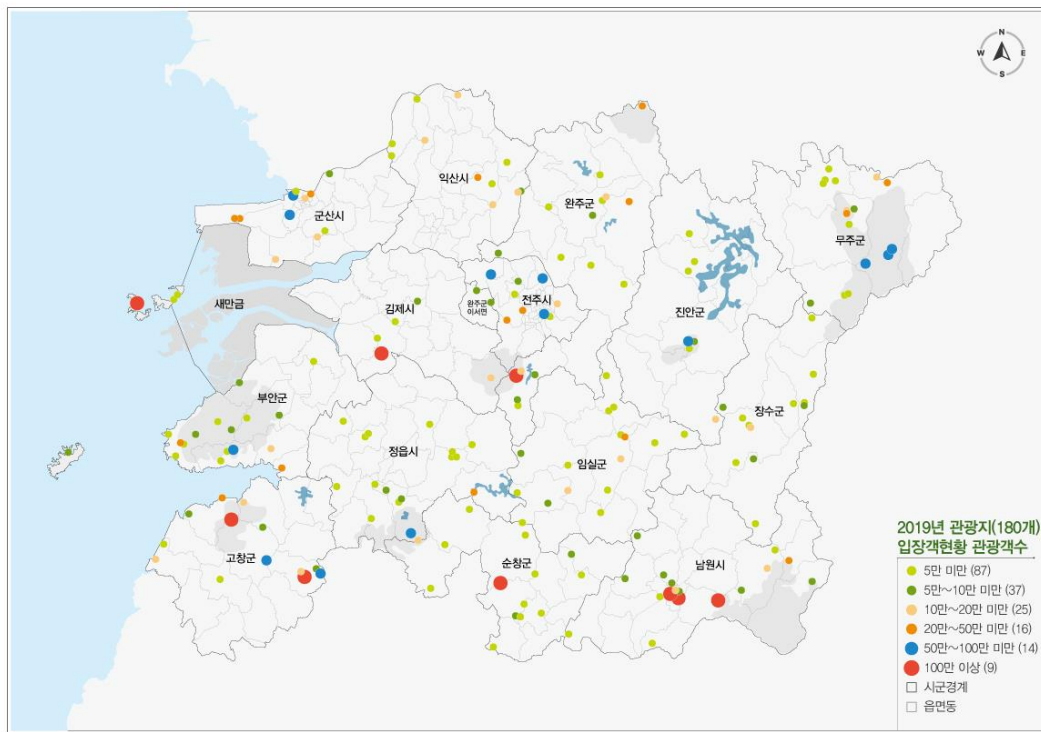 N
W E
S
익산시
군산시
완주군
무주군
새만금
김제시
완주군
이서면
전주시
진안군
부안군
장수군
정읍시
임실군
고창군
순창군
남원시
2019년 관광지(180개)
입장객현황 관광객수
5만 미만 (87)
5만~10만 미만 (37)
10만~20만 미만 (25)
20만~50만 미만 (16)
50만~100만 미만 (14)
100만 이상 (9)
시군경계
읍면동